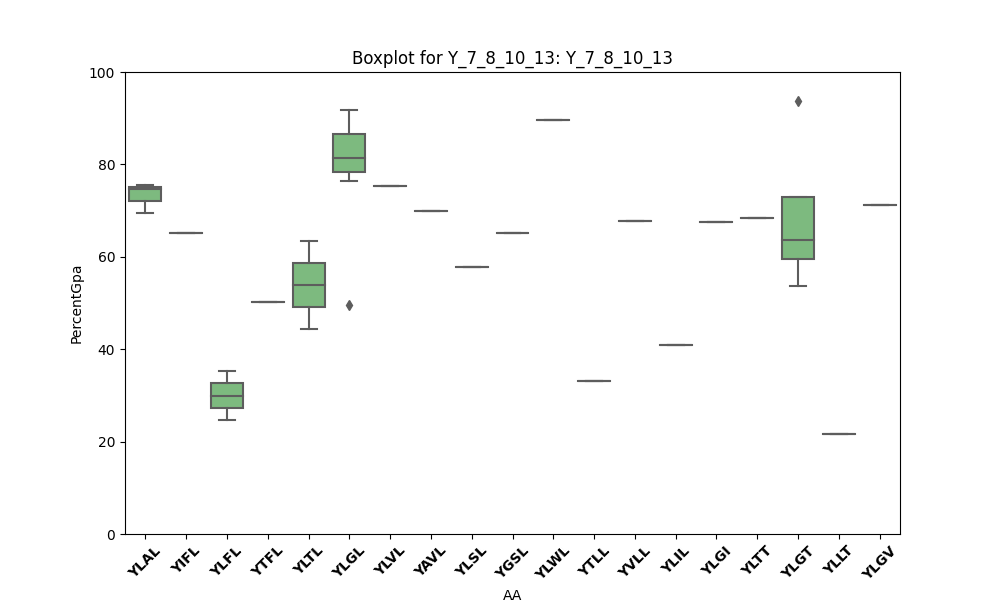 Boxplot for Y_7_8_10_13: Y_7_8_10_13
100
80
60
40
20
0
PercentGpa
YLAL YIFL YLFL YTFL YLTL YLGL YLVL YAVL YLSL YGSL YLWL YTLL YVLL YLIL YLGI YLTT YLGT YLLT YLGV
AA